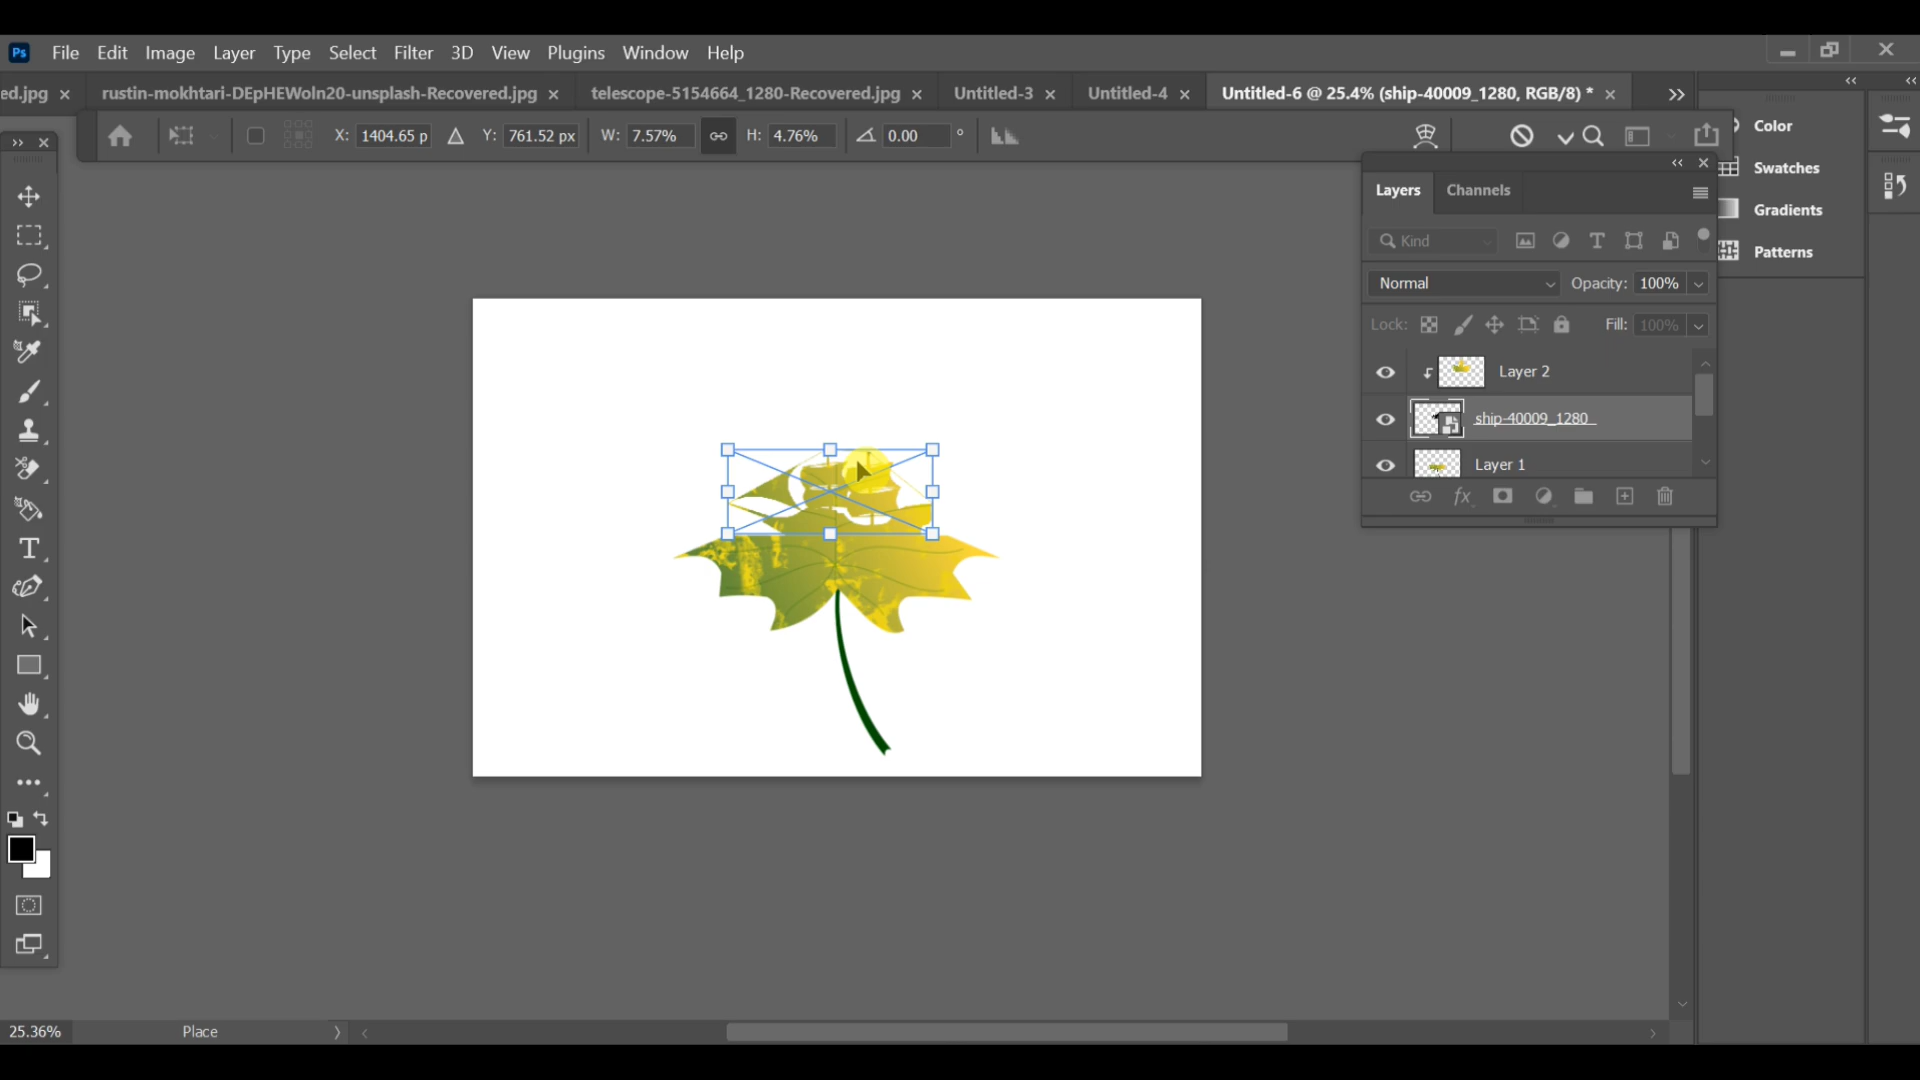 Ps File Edit Image Layer Type Select Filter 3D View Plugins Window Help
ed.jpg × rustin-mokhtari-DEpHEWoln20-unsplash-Recovered.jpg × telescope-5154664_1280-Recovered.jpg × Untitled-3 × Untitled-4 × Untitled-6 @ 25.4% (ship-40009_1280, RGB/8) * ×
X: 1404.65 p Y: 761.52 px W: 7.57% H: 4.76% 0.00 °
Color
Swatches
Gradients
Patterns
Layers Channels
Kind
Normal Opacity: 100%
Lock: Fill: 100%
Layer 2
ship-40009_1280
Layer 1
fx
25.36% Place